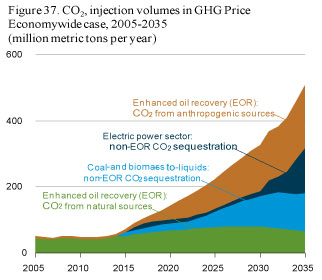 Figure 37. CO2, injection volumes in GHG Price
Economywide case, 2005-2035
(million metric tons per year)
600
Enhanced oil recovery (EOR):
CO2 from anthropogenic sources
400
Electric power sector:
non-EOR CO2 sequestration
Coal-and biomass to-liquids:
non-EOR CO2 sequestration
200
Enhanced oil recovery (EOR):
CO2 from natural sources
0
2005 2010 2015 2020 2025 2030 2035